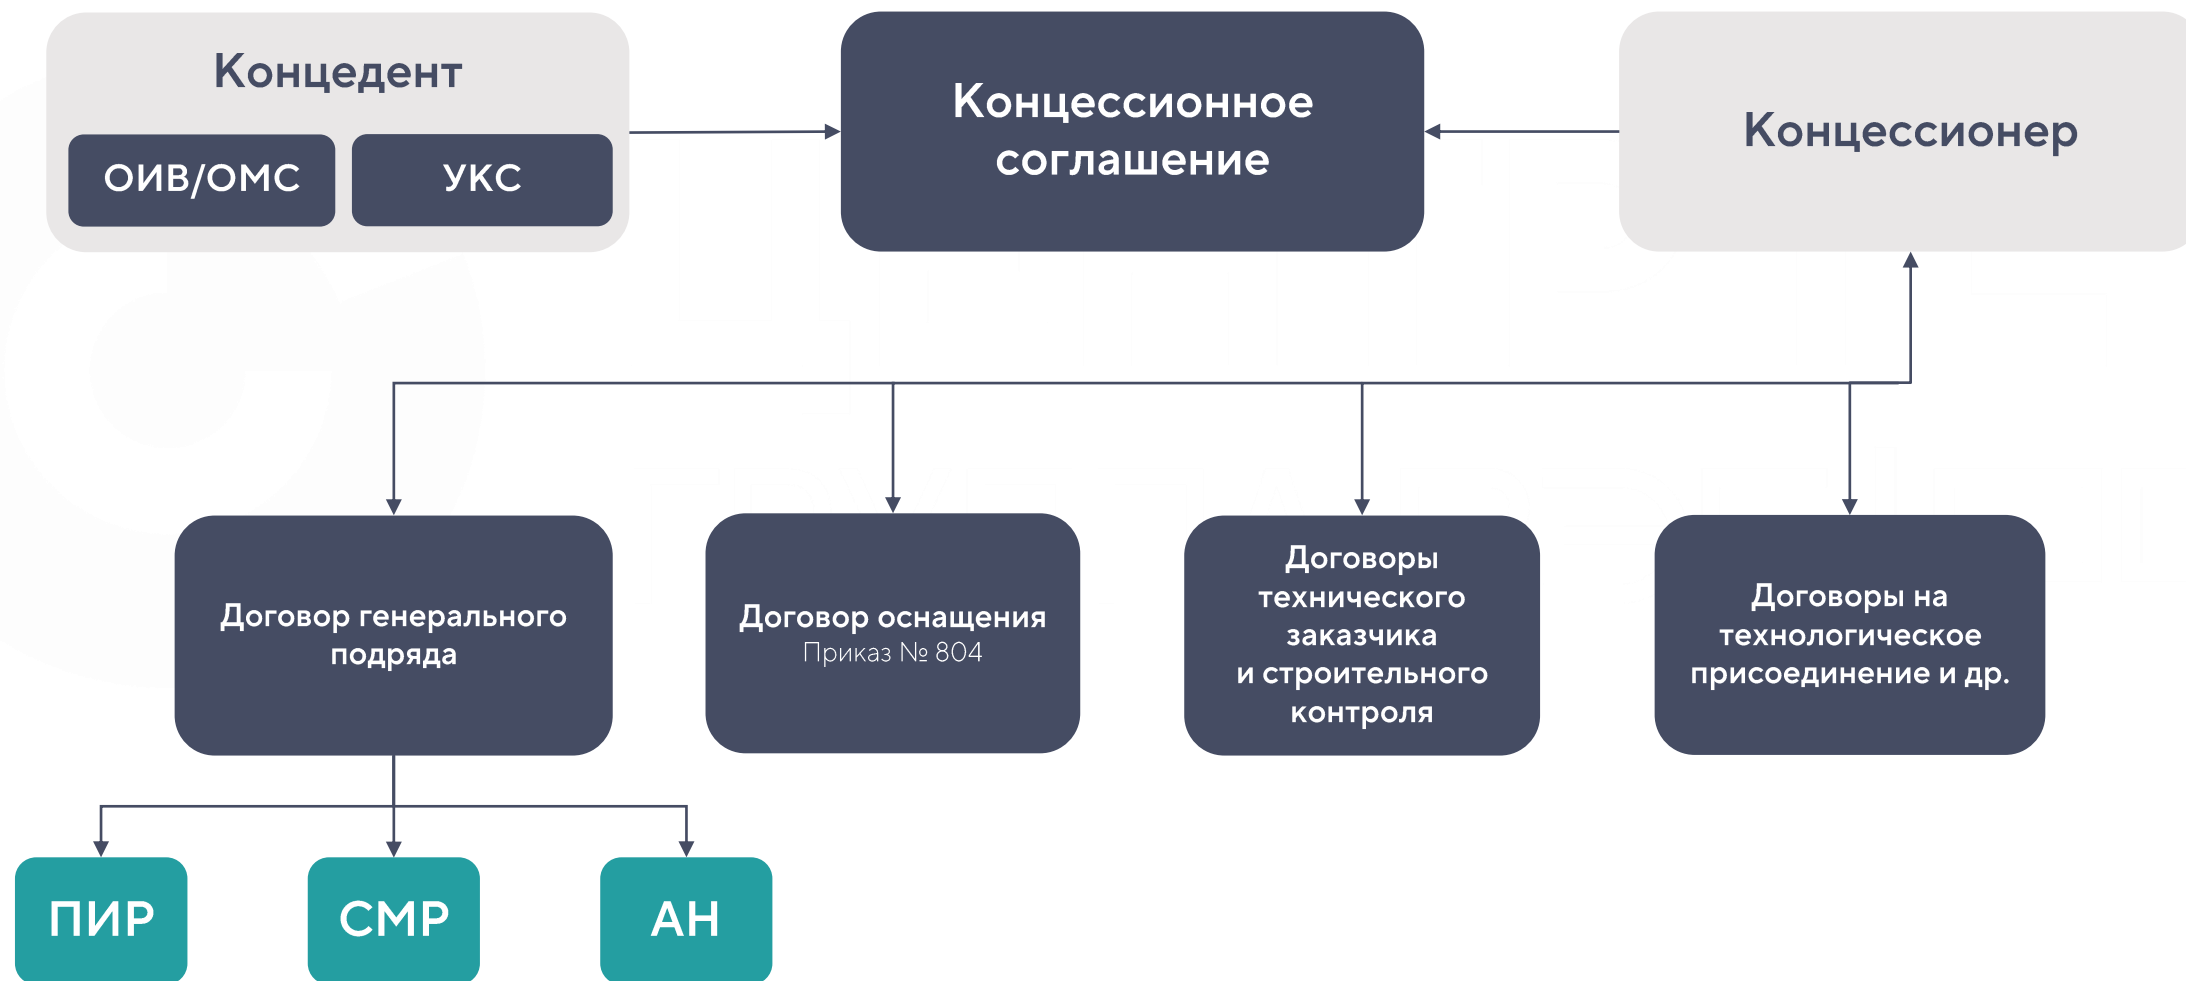 Концедент
ОИВ/ОМС
УКС
Концессионное
соглашение
Концессионер
Договор генерального
подряда
Договор оснащения
Приказ № 804
Договоры
технического
заказчика
и строительного
контроля
Договоры на
технологическое
присоединение и др.
ПИР
СМР
АН